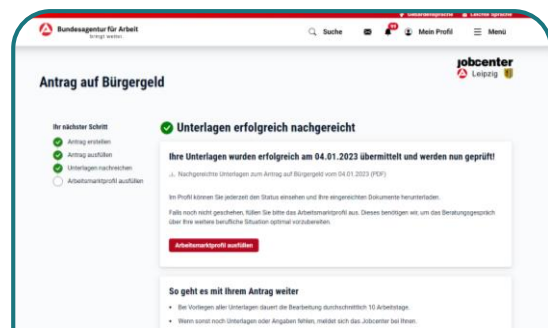 Gebärdensprache Leichte Sprache
Bundesagentur für Arbeit
bringt weiter.
Suche
Mein Profil
Menü
jobcenter
Leipzig
Antrag auf Bürgergeld
Ihr nächster Schritt
Antrag erstellen
Antrag ausfüllen
Unterlagen nachreichen
Arbeitsmarktprofil ausfüllen
Unterlagen erfolgreich nachgereicht
Ihre Unterlagen wurden erfolgreich am 04.01.2023 übermittelt und werden nun geprüft!
Nachgereichte Unterlagen zum Antrag auf Bürgergeld vom 04.01.2023 (PDF)
Im Profil können Sie jederzeit den Status einsehen und Ihre eingereichten Dokumente herunterladen.
Falls noch nicht geschehen, füllen Sie bitte das Arbeitsmarktprofil aus. Dieses benötigen wir, um das Beratungsgespräch
über Ihre weitere berufliche Situation optimal vorzubereiten.
Arbeitsmarktprofil ausfüllen
So geht es mit Ihrem Antrag weiter
• Bei Vorliegen aller Unterlagen dauert die Bearbeitung durchschnittlich 10 Arbeitstage.
• Wenn sonst noch Unterlagen oder Angaben fehlen, meldet sich das Jobcenter bei Ihnen.